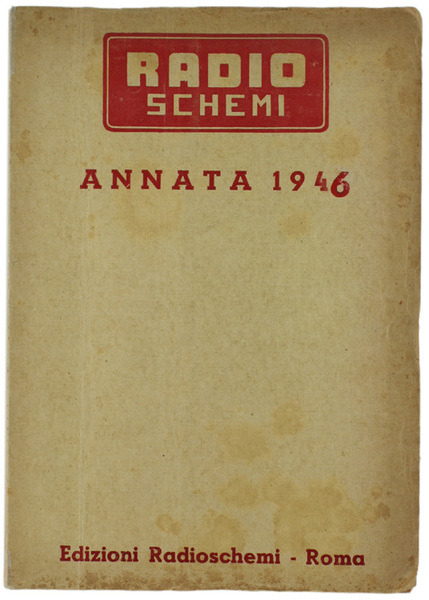 RADIO
SCHEMI
ANNATA 1946
Edizioni Radioschemi - Roma